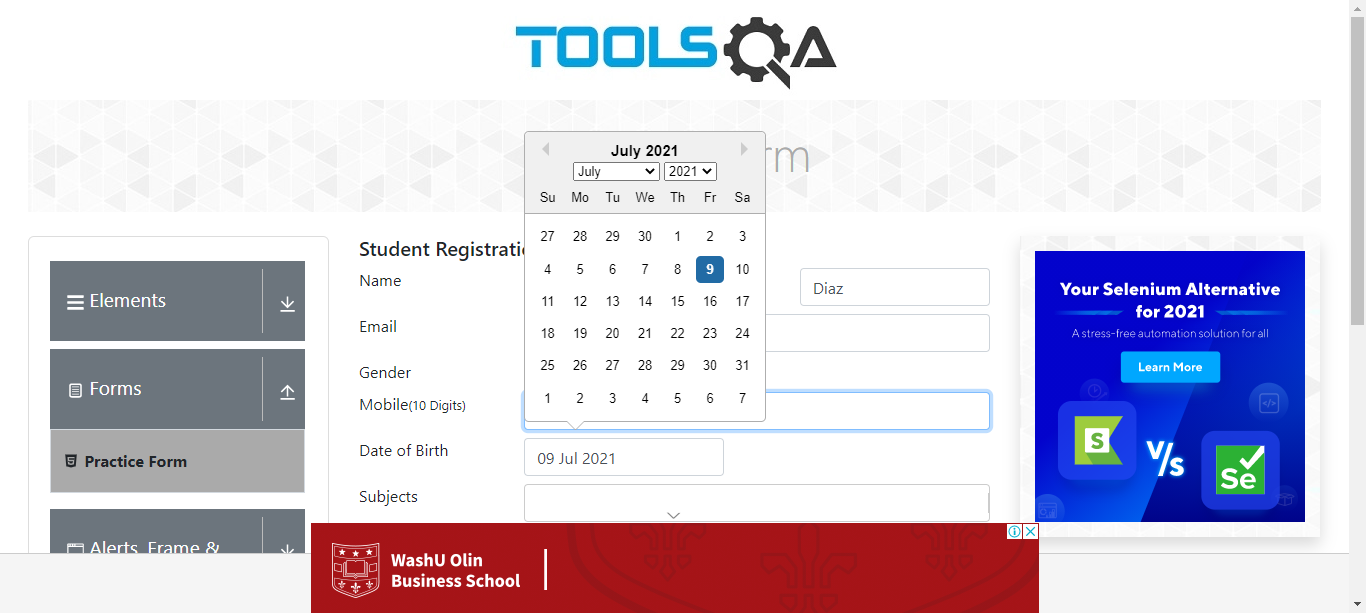 TOOLSQA
July 2021
July 2021
Su Mo Tu We Th Fr Sa
27 28 29 30 1 2 3
4 5 6 7 8 9 10
11 12 13 14 15 16 17
18 19 20 21 22 23 24
25 26 27 28 29 30 31
1 2 3 4 5 6 7
Elements
Forms
Practice Form
Alerts, Frame &
Student
Name
Diaz
Email
Gender
Mobile(10 Digits)
Date of Birth
09 Jul 2021
Subjects
Your Selenium Alternative
for 2021
A stress-free automation solution for all
Learn More
S
V/s
Se
WashU Olin
Business School